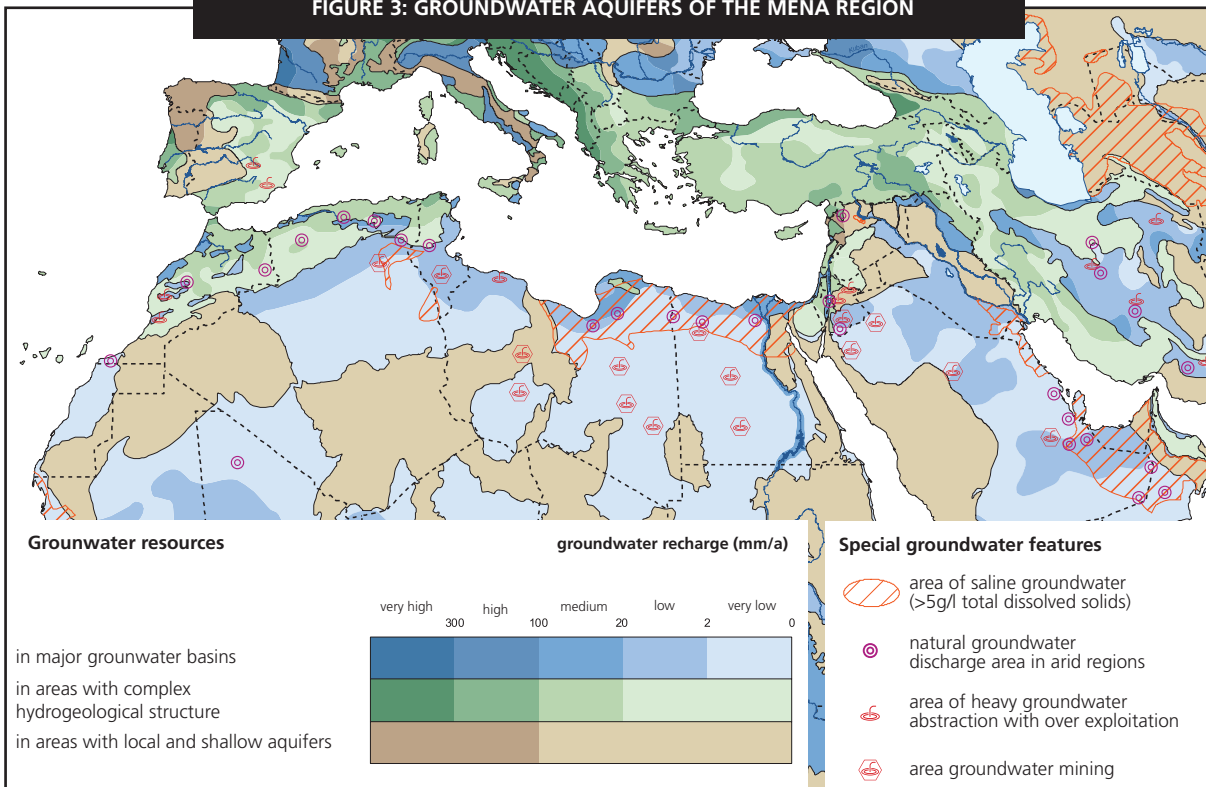 FIGURE 3: GROUNDWATER AQUIFERS OF THE MENA REGION
Grounwater resources
groundwater recharge (mm/a)
very high
high
medium
low
very low
300
100
20
2
0
in major grounwater basins
in areas with complex
hydrogeological structure
in areas with local and shallow aquifers
Special groundwater features
area of saline groundwater
(>5g/l total dissolved solids)
natural groundwater
discharge area in arid regions
area of heavy groundwater
abstraction with over exploitation
area groundwater mining